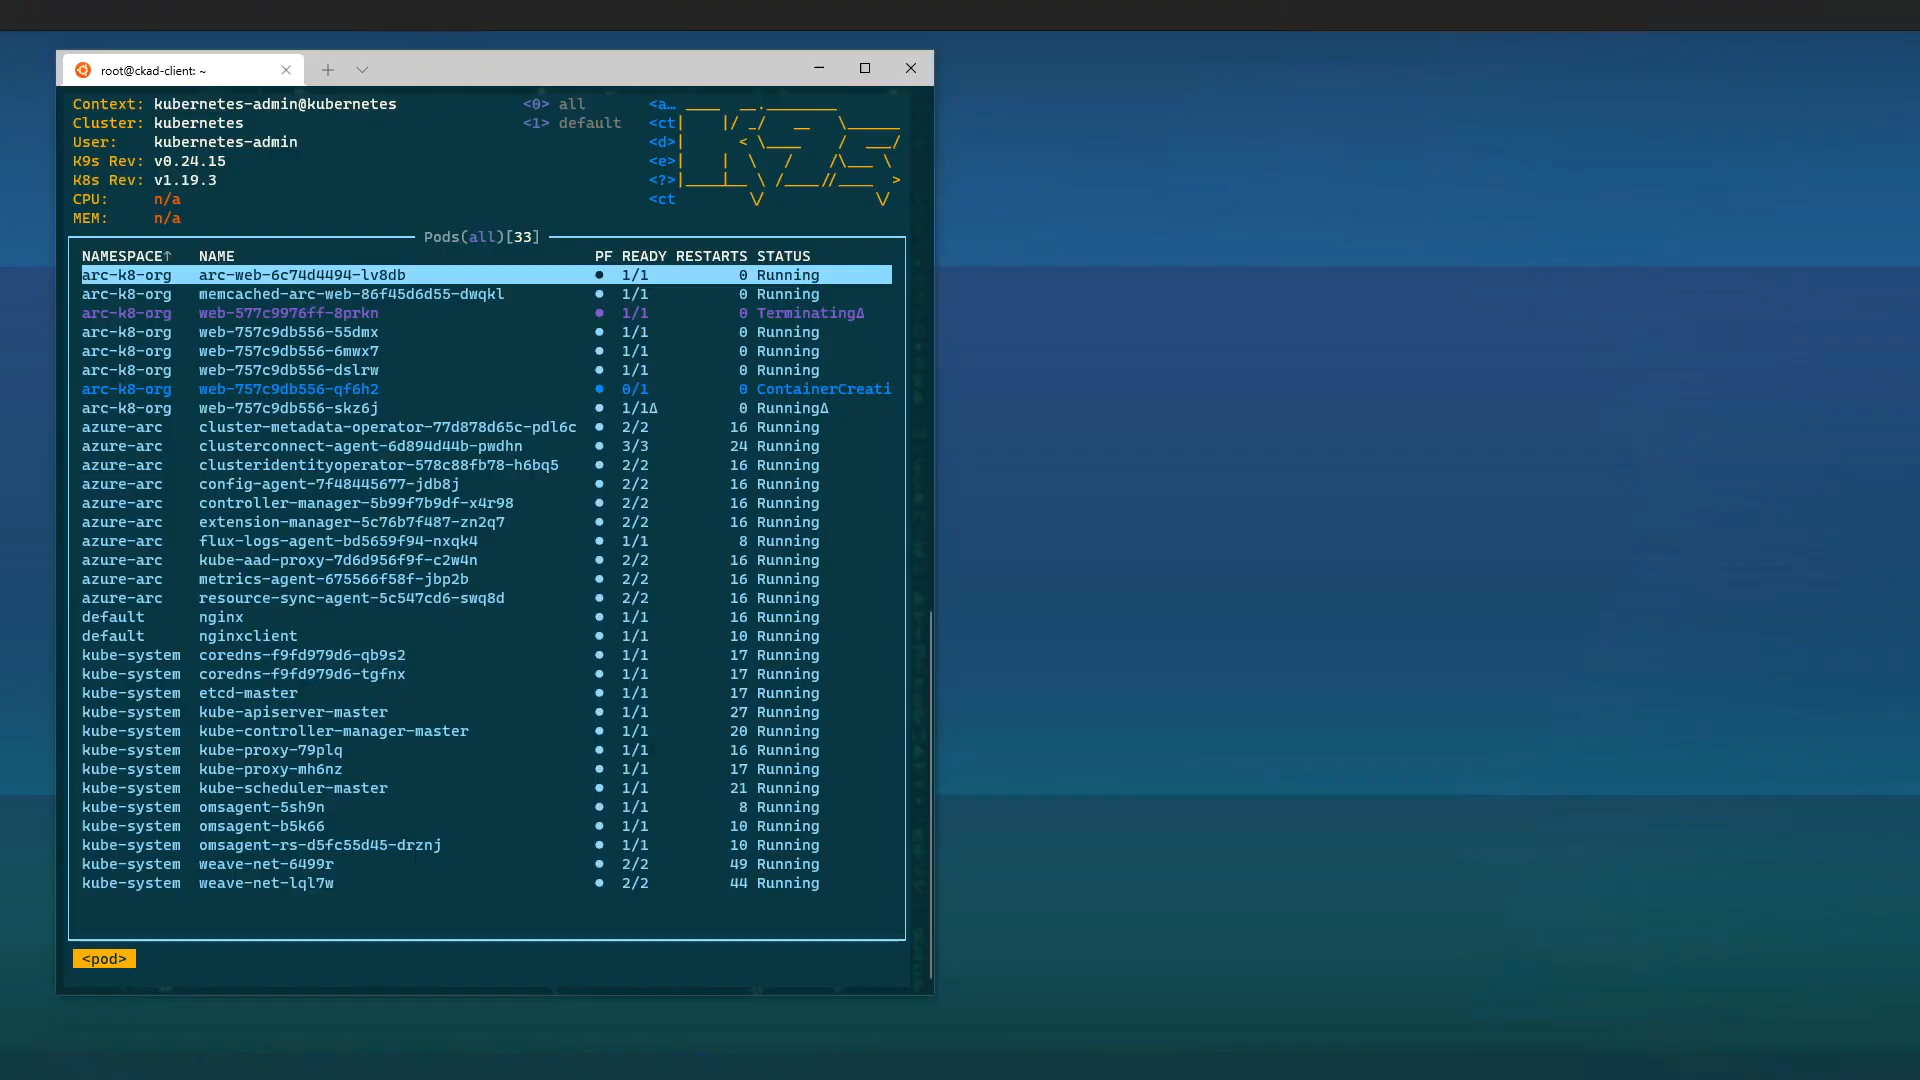 root@ckad-client: ~
Context: kubernetes-admin@kubernetes <0> all <a…
Cluster: kubernetes <1> default <ct
User: kubernetes-admin <d>
K9s Rev: v0.24.15 <e>
K8s Rev: v1.19.3 <?>
CPU: n/a <ct
MEM: n/a
Pods(all)[33]
NAMESPACE↑ NAME PF READY RESTARTS STATUS
arc-k8-org arc-web-6c74d4494-lv8db ● 1/1 0 Running
arc-k8-org memcached-arc-web-86f45d6d55-dwqkl ● 1/1 0 Running
arc-k8-org web-577c9976ff-8prkn ● 1/1 0 TerminatingΔ
arc-k8-org web-757c9db556-55dmx ● 1/1 0 Running
arc-k8-org web-757c9db556-6mwx7 ● 1/1 0 Running
arc-k8-org web-757c9db556-dslrw ● 1/1 0 Running
arc-k8-org web-757c9db556-qf6h2 ● 0/1 0 ContainerCreati
arc-k8-org web-757c9db556-skz6j ● 1/1Δ 0 RunningΔ
azure-arc cluster-metadata-operator-77d878d65c-pdl6c ● 2/2 16 Running
azure-arc clusterconnect-agent-6d894d44b-pwdhn ● 3/3 24 Running
azure-arc clusteridentityoperator-578c88fb78-h6bq5 ● 2/2 16 Running
azure-arc config-agent-7f48445677-jdb8j ● 2/2 16 Running
azure-arc controller-manager-5b99f7b9df-x4r98 ● 2/2 16 Running
azure-arc extension-manager-5c76b7f487-zn2q7 ● 2/2 16 Running
azure-arc flux-logs-agent-bd5659f94-nxqk4 ● 1/1 8 Running
azure-arc kube-aad-proxy-7d6d956f9f-c2w4n ● 2/2 16 Running
azure-arc metrics-agent-675566f58f-jbp2b ● 2/2 16 Running
azure-arc resource-sync-agent-5c547cd6-swq8d ● 2/2 16 Running
default nginx ● 1/1 16 Running
default nginxclient ● 1/1 10 Running
kube-system coredns-f9fd979d6-qb9s2 ● 1/1 17 Running
kube-system coredns-f9fd979d6-tgfnx ● 1/1 17 Running
kube-system etcd-master ● 1/1 17 Running
kube-system kube-apiserver-master ● 1/1 27 Running
kube-system kube-controller-manager-master ● 1/1 20 Running
kube-system kube-proxy-79plq ● 1/1 16 Running
kube-system kube-proxy-mh6nz ● 1/1 17 Running
kube-system kube-scheduler-master ● 1/1 21 Running
kube-system omsagent-5sh9n ● 1/1 8 Running
kube-system omsagent-b5k66 ● 1/1 10 Running
kube-system omsagent-rs-d5fc55d45-drznj ● 1/1 10 Running
kube-system weave-net-6499r ● 2/2 49 Running
kube-system weave-net-lql7w ● 2/2 44 Running
<pod>